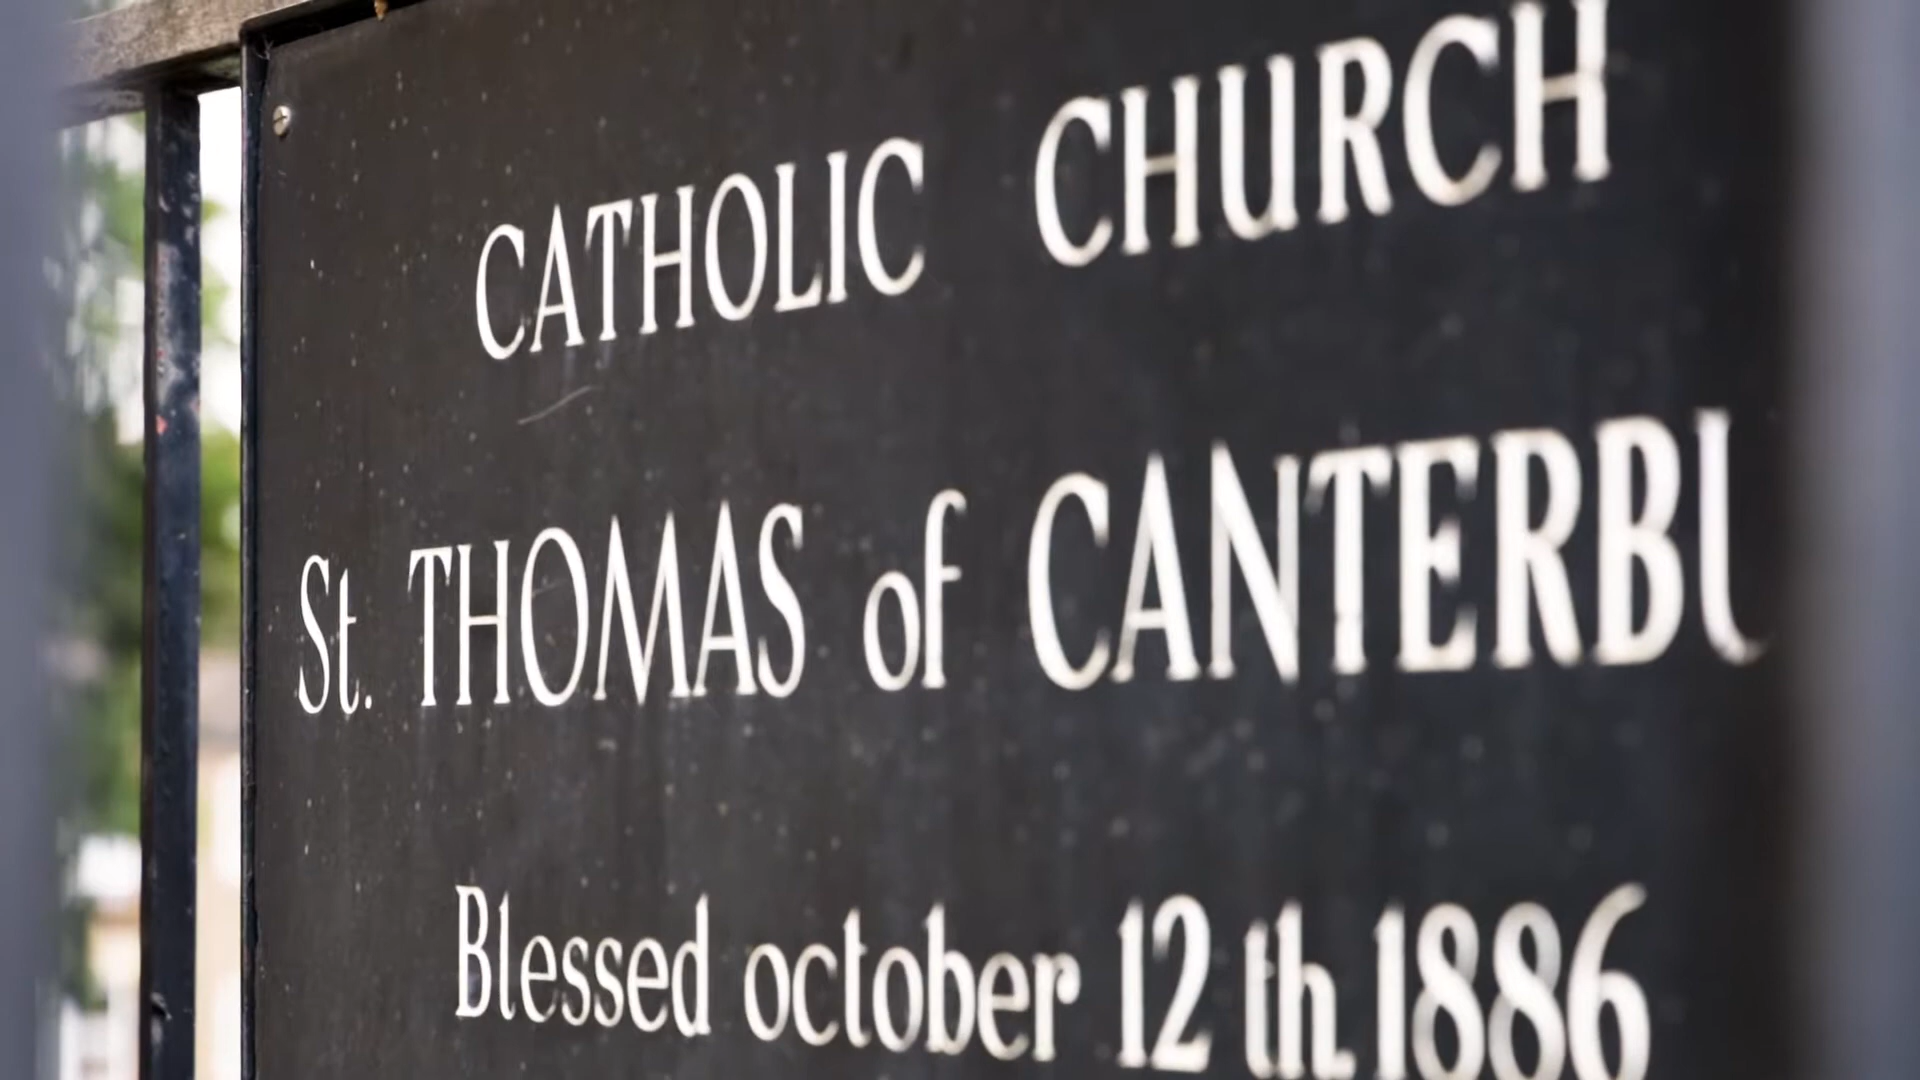 CATHOLIC CHURCH
St. THOMAS of CANTERBU
Blessed october 12 th. 1886